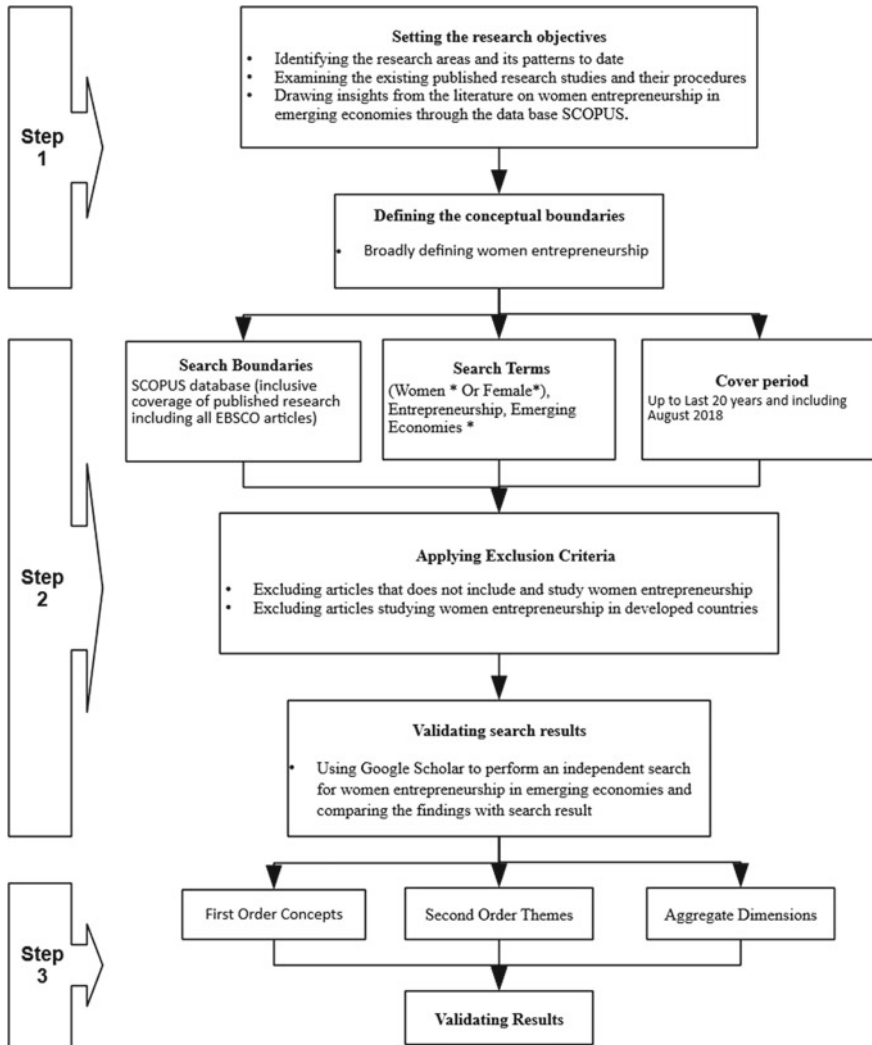 Setting the research objectives
• Identifying the research areas and its patterns to date
• Examining the existing published research studies and their procedures
• Drawing insights from the literature on women entrepreneurship in
emerging economies through the data base SCOPUS.
Step
1
Defining the conceptual boundaries
• Broadly defining women entrepreneurship
Search Boundaries
SCOPUS database (inclusive
coverage of published research
including all EBSCO articles)
Search Terms
(Women * Or Female*),
Entrepreneurship, Emerging
Economies *
Cover period
Up to Last 20 years and including
August 2018
Step
2
Applying Exclusion Criteria
• Excluding articles that does not include and study women entrepreneurship
• Excluding articles studying women entrepreneurship in developed countries
Validating search results
• Using Google Scholar to perform an independent search
for women entrepreneurship in emerging economies and
comparing the findings with search result
Step
3
First Order Concepts
Second Order Themes
Aggregate Dimensions
Validating Results